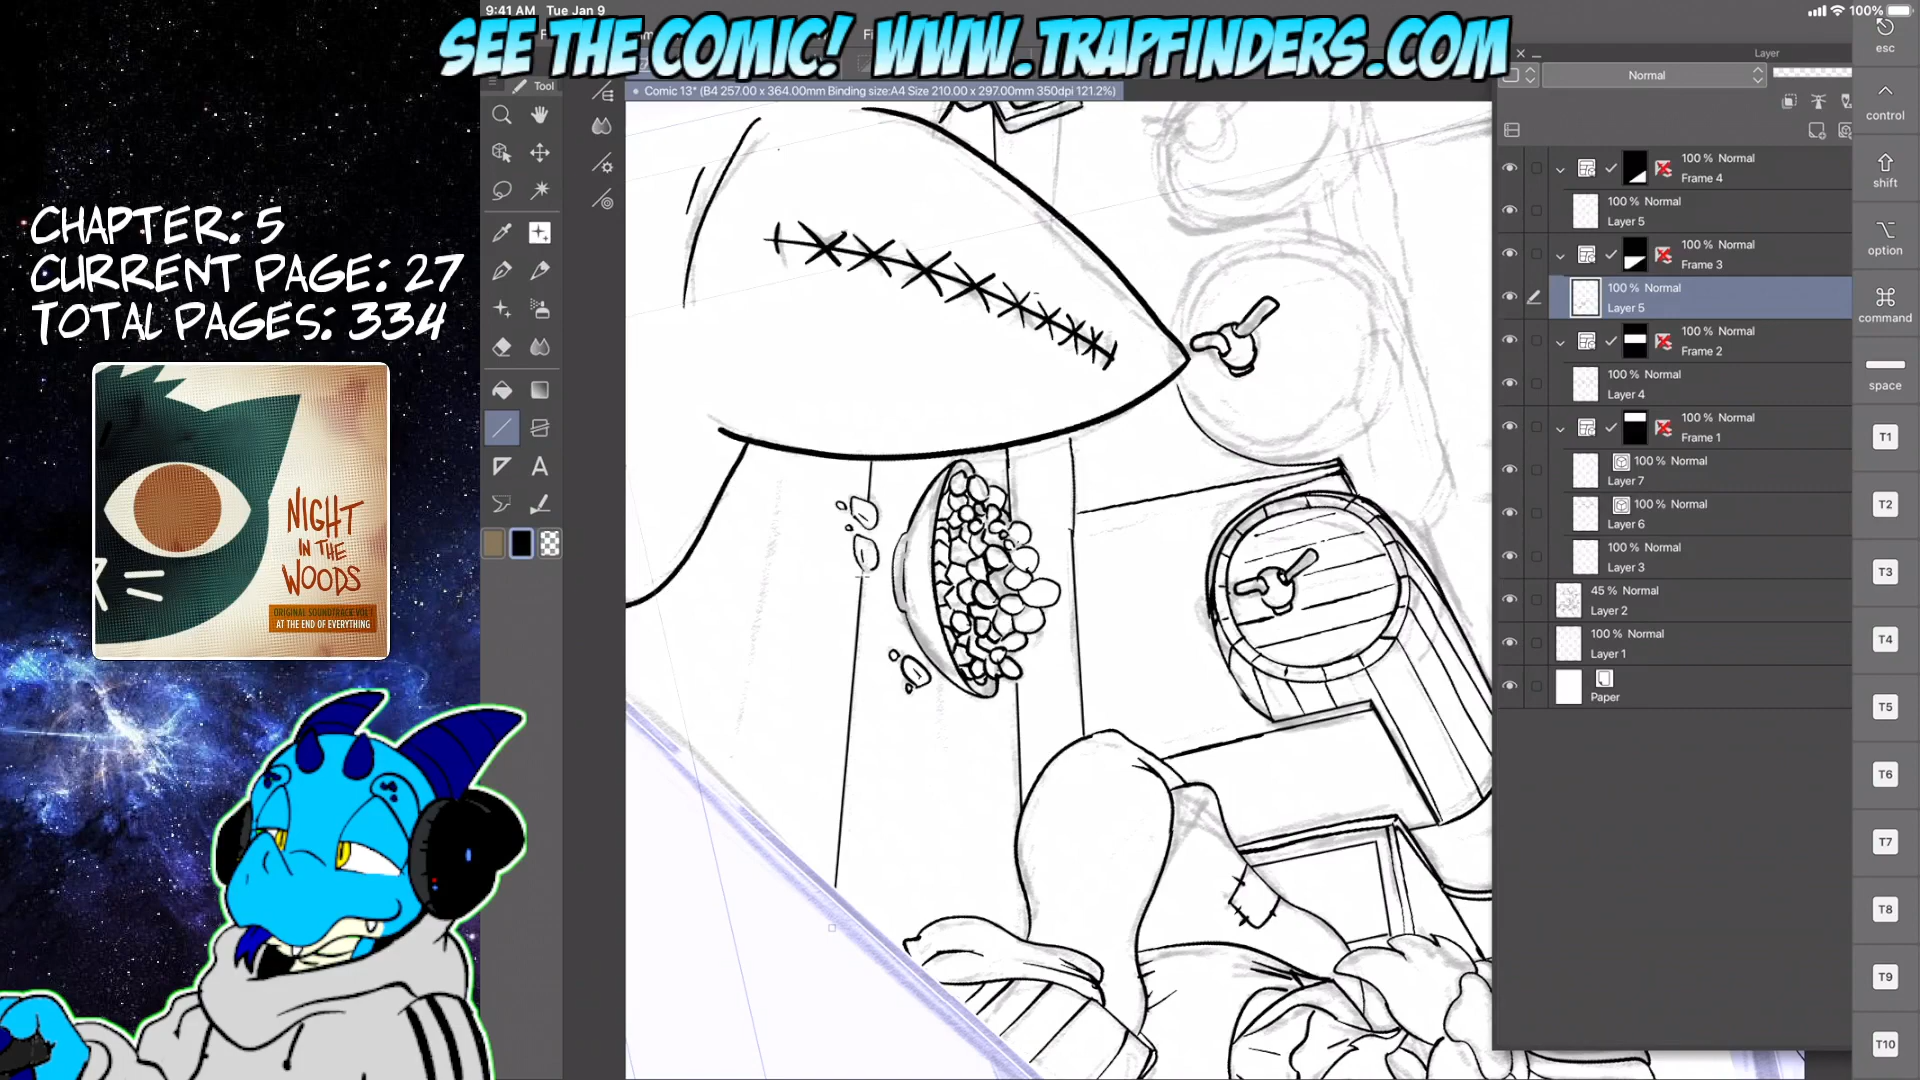 9:41 AM Tue Jan 9
100%
SEE THE COMIC! WWW.TRAPFINDERS.COM
Tool
Comic 13* (B4 257.00 x 364.00mm Binding size:A4 Size 210.00 x 297.00mm 350dpi 121.2%)
Layer
Normal
CHAPTER: 5
CURRENT PAGE: 27
TOTAL PAGES: 334
NIGHT
IN THE
WOODS
AT THE END OF EVERYTHING
A
100 % Normal
Frame 4
100 % Normal
Layer 5
100 % Normal
Frame 3
100 % Normal
Layer 5
100 % Normal
Frame 2
100 % Normal
Layer 4
100 % Normal
Frame 1
100 % Normal
Layer 7
100 % Normal
Layer 6
100 % Normal
Layer 3
45 % Normal
Layer 2
100 % Normal
Layer 1
Paper
esc
control
shift
option
command
space
T1
T2
T3
T4
T5
T6
T7
T8
T9
T10